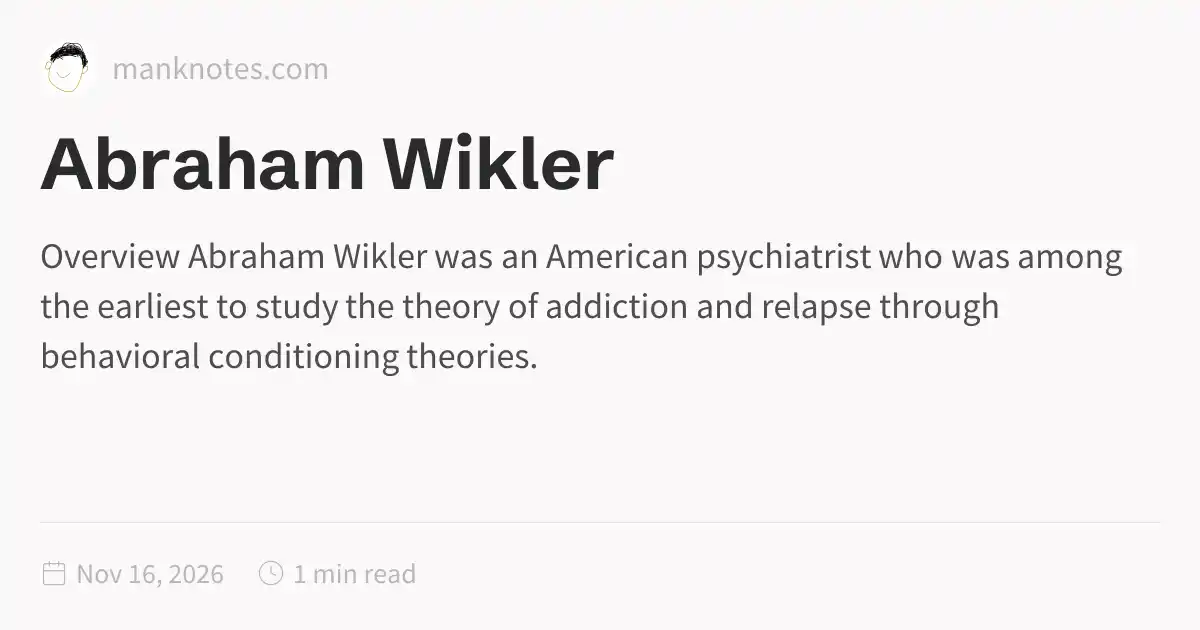 manknotes.com
Abraham Wikler
Overview Abraham Wikler was an American psychiatrist who was among
the earliest to study the theory of addiction and relapse through
behavioral conditioning theories.
Nov 16, 2026 1 min read